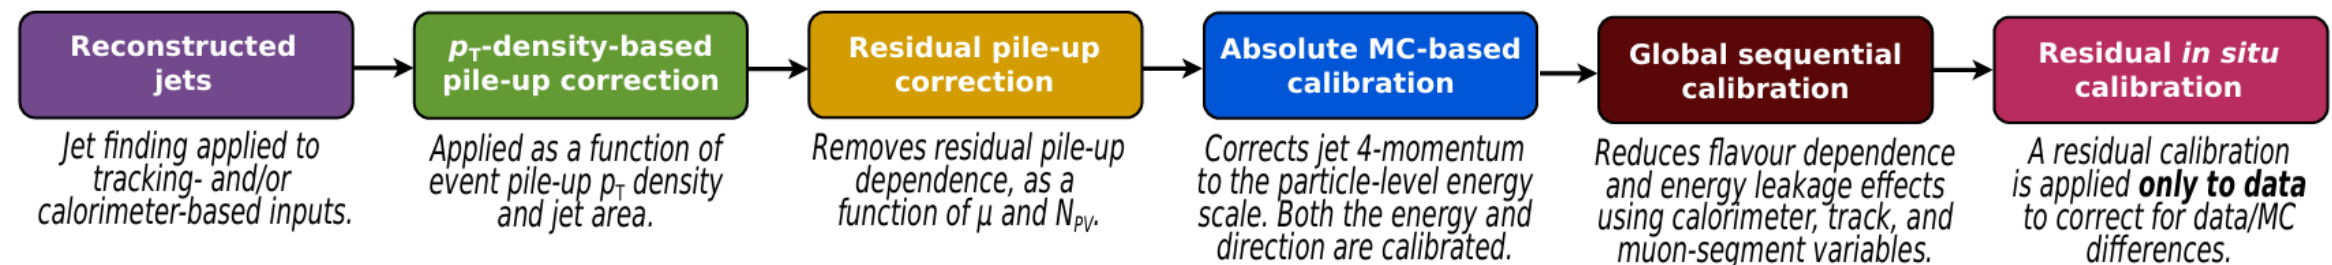 Reconstructed
jets
Jet finding applied to
tracking- and/or
calorimeter-based inputs.
pT-density-based
pile-up correction
Applied as a function of
event pile-up pT density
and jet area.
Residual pile-up
correction
Removes residual pile-up
dependence, as a
function of μ and NPV.
Absolute MC-based
calibration
Corrects jet 4-momentum
to the particle-level energy
scale. Both the energy and
direction are calibrated.
Global sequential
calibration
Reduces flavour dependence
and energy leakage effects
using calorimeter, track, and
muon-segment variables.
Residual in situ
calibration
A residual calibration
is applied only to data
to correct for data/MC
differences.